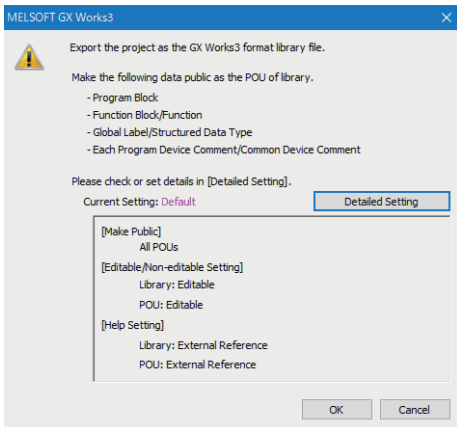 MELSOFT GX Works3
Export the project as the GX Works3 format library file.
Make the following data public as the POU of library.
- Program Block
- Function Block/Function
- Global Label/Structured Data Type
- Each Program Device Comment/Common Device Comment
Please check or set details in [Detailed Setting].
Current Setting: Default
Detailed Setting
[Make Public]
All POUs
[Editable/Non-editable Setting]
Library: Editable
POU: Editable
[Help Setting]
Library: External Reference
POU: External Reference
OK
Cancel